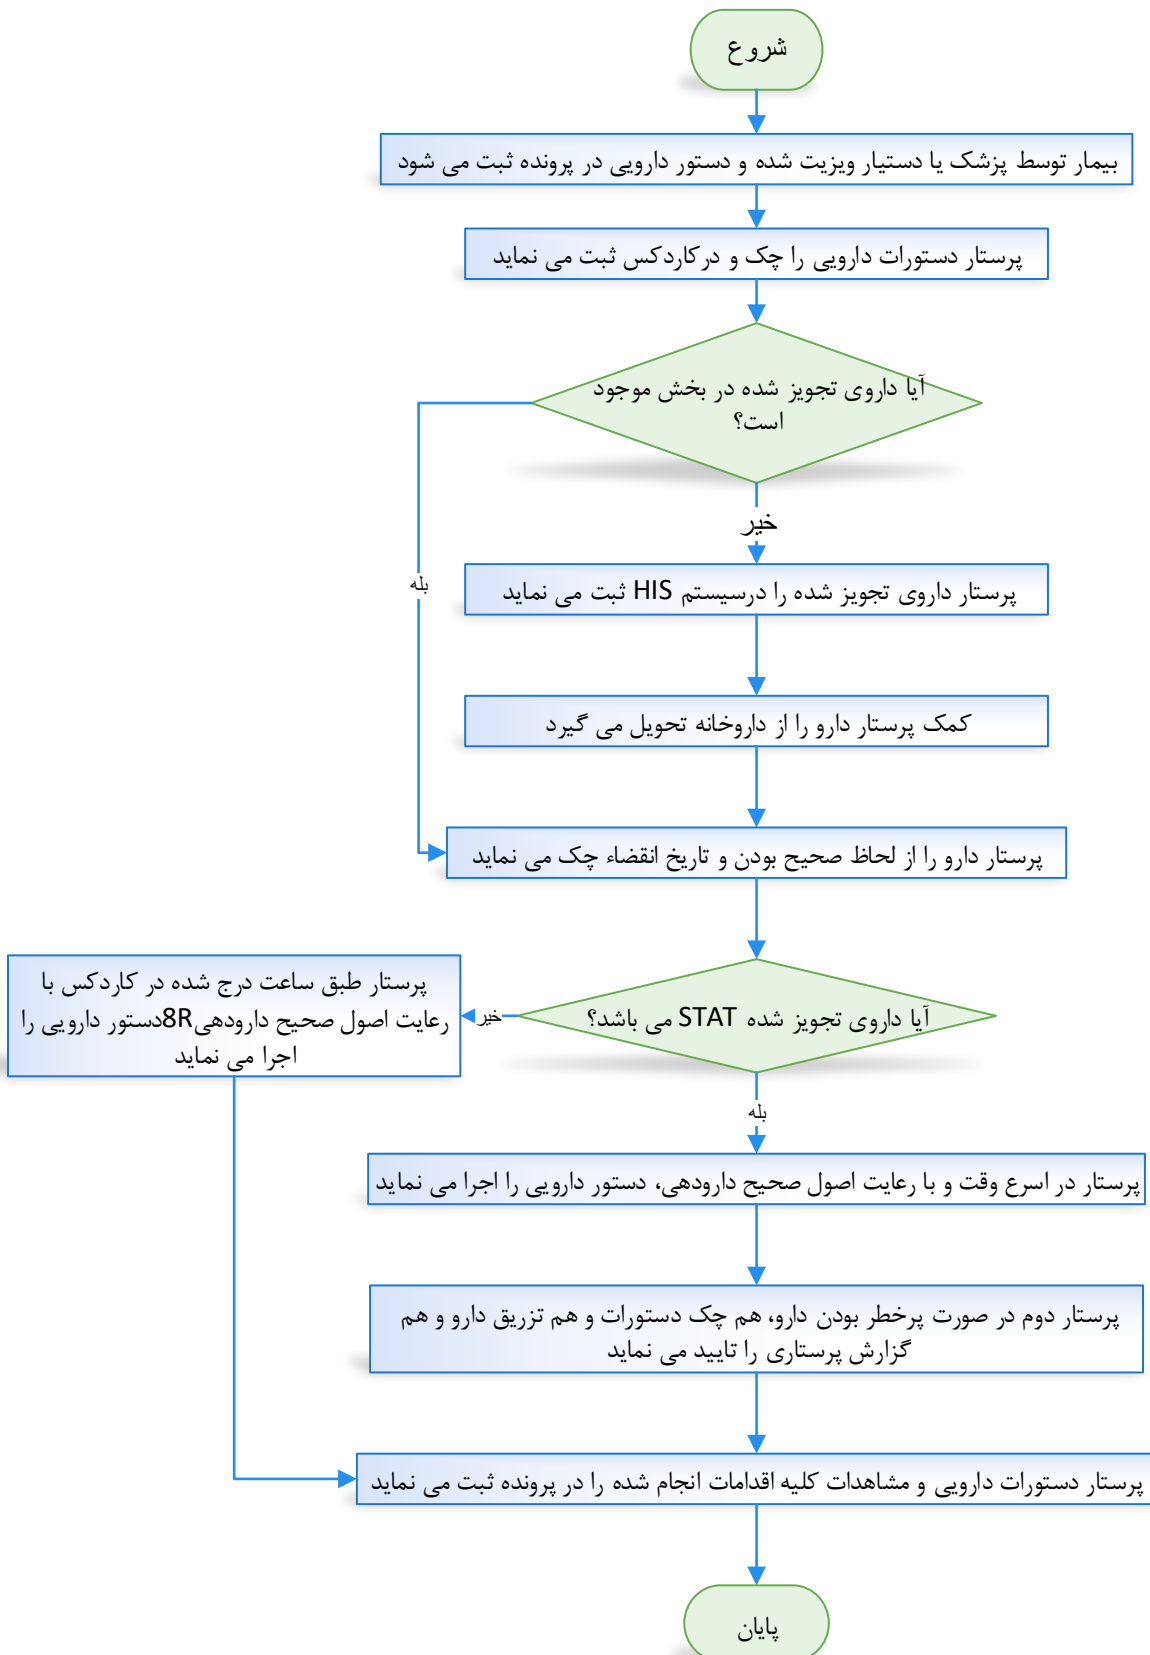 شروع
بیمار توسط پزشک یا دستیار ویزیت شده و دستور دارویی در پرونده ثبت می شود
پرستار دستورات دارویی را چک و درکاردکس ثبت می نماید
آیا داروی تجویز شده در بخش موجود
است؟
خیر
بله
پرستار داروی تجویز شده را درسیستم HIS ثبت می نماید
کمک پرستار دارو را از داروخانه تحویل می گیرد
پرستار دارو را از لحاظ صحیح بودن و تاریخ انقضاء چک می نماید
آیا داروی تجویز شده STAT می باشد؟
خیر
پرستار طبق ساعت درج شده در کاردکس با
رعایت اصول صحیح دارودهی8Rدستور دارویی را
اجرا می نماید
بله
پرستار در اسرع وقت و با رعایت اصول صحیح دارودهی، دستور دارویی را اجرا می نماید
پرستار دوم در صورت پرخطر بودن دارو، هم چک دستورات و هم تزریق دارو و هم
گزارش پرستاری را تایید می نماید
پرستار دستورات دارویی و مشاهدات کلیه اقدامات انجام شده را در پرونده ثبت می نماید
پایان